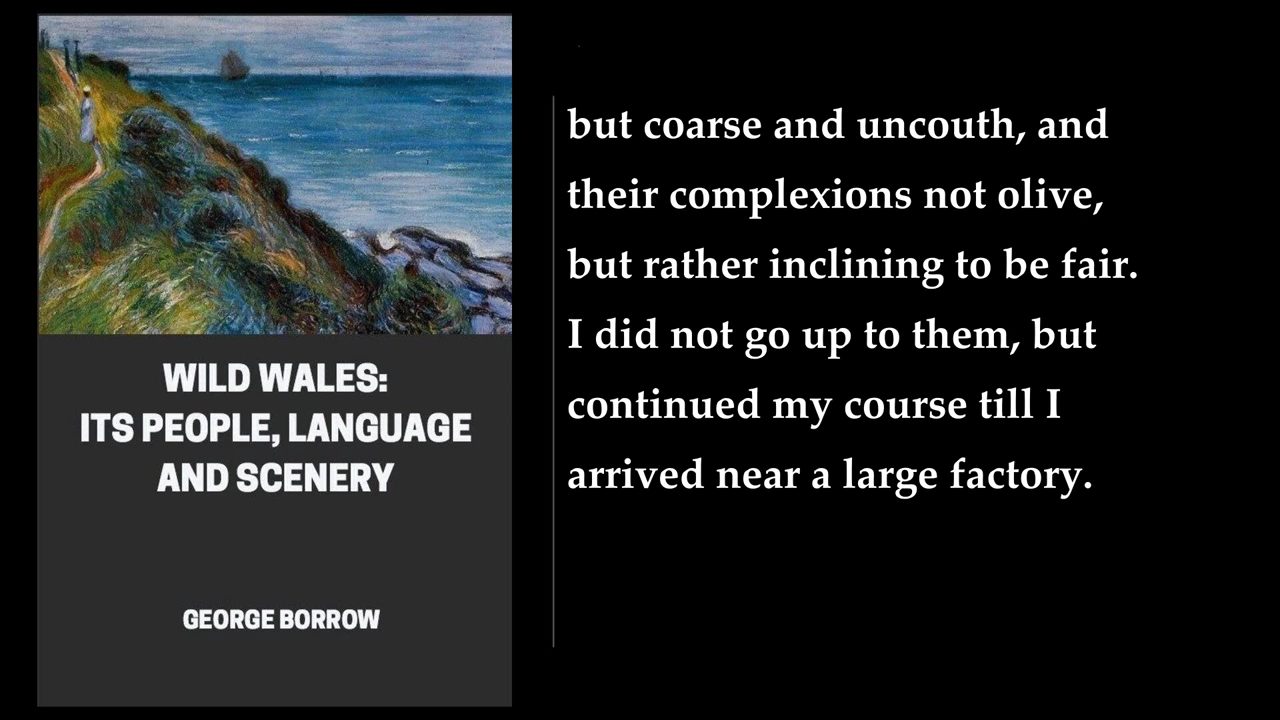 WILD WALES:
ITS PEOPLE, LANGUAGE
AND SCENERY
GEORGE BORROW
but coarse and uncouth, and
their complexions not olive,
but rather inclining to be fair.
I did not go up to them, but
continued my course till I
arrived near a large factory.